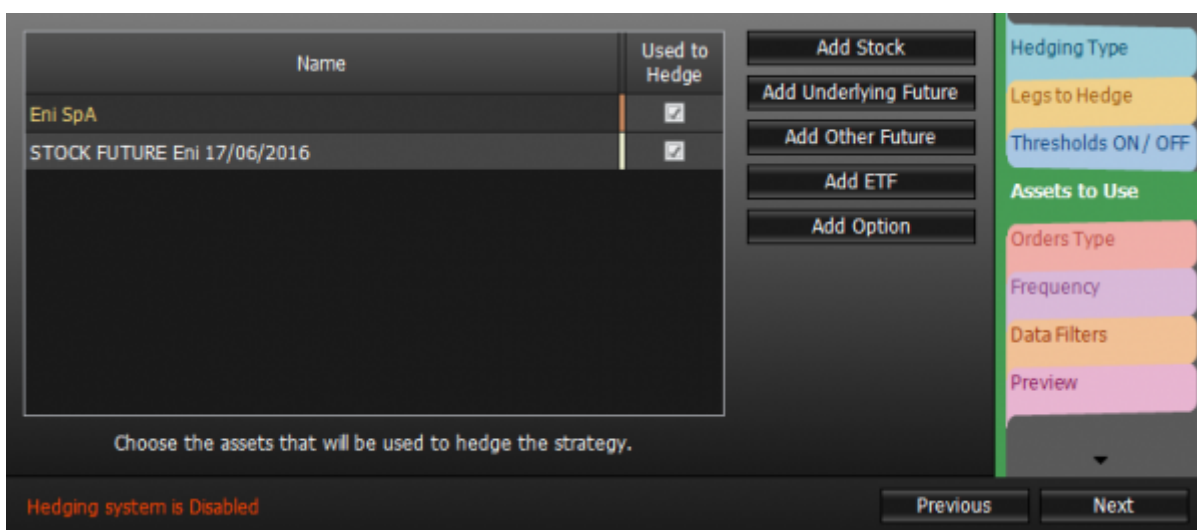 Name
Used to
Hedge
Eni SpA
STOCK FUTURE Eni 17/06/2016
Choose the assets that will be used to hedge the strategy.
Add Stock
Add Underlying Future
Add Other Future
Add ETF
Add Option
Hedging Type
Legs to Hedge
Thresholds ON / OFF
Assets to Use
Orders Type
Frequency
Data Filters
Preview
Hedging system is Disabled
Previous
Next